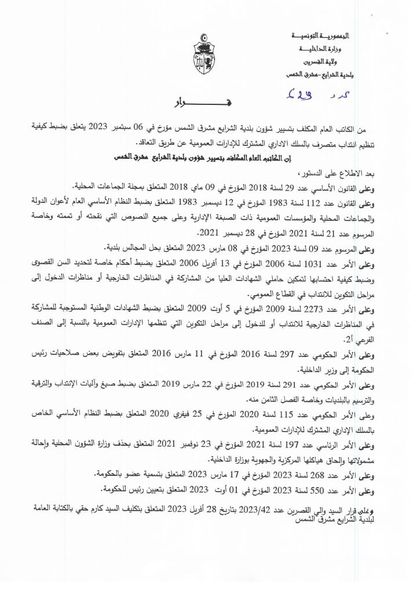 الجمهورية التونسية
وزارة الداخلية
ولاية القصرين
بلدية الشرايع-مشرق الشمس
عدد 29
قرار
من الكاتب العام المكلف بتسيير شؤون بلدية الشرايع مشرق الشمس مؤرخ في 06 سبتمبر 2023 يتعلق بضبط كيفية
تنظيم انتداب متصرف بالسلك الاداري المشترك للإدارات العمومية عن طريق التعاقد.
إن الكاتب العام المكلف بتسيير شؤون بلدية الشرايع مشرق الشمس
بعد الاطلاع على الدستور ،
وعلى القانون الأساسي عدد 29 لسنة 2018 المؤرخ في 09 ماي 2018 المتعلق بمجلة الجماعات المحلية.
وعلى القانون عدد 112 لسنة 1983 المؤرخ في 12 ديسمبر 1983 المتعلق بضبط النظام الأساسي العام لأعوان الدولة
والجماعات المحلية والمؤسسات العمومية ذات الصبغة الإدارية وعلى جميع النصوص التي نقحته أو تممته وخاصة
المرسوم عدد 21 لسنة 2021 المؤرخ في 28 ديسمبر 2021.
وعلى المرسوم عدد 09 لسنة 2023 المؤرخ في 08 مارس 2023 المتعلق بحل المجالس بلدية.
وعلى الأمر عدد 1031 لسنة 2006 المؤرخ في 13 أفريل 2006 المتعلق بضبط أحكام خاصة لتحديد السن القصوى
وضبط كيفية احتسابها لتمكين حاملي الشهادات العليا من المشاركة في المناظرات الخارجية أو مناظرات الدخول إلى
مراحل التكوين للانتداب في القطاع العمومي.
وعلى الأمر عدد 2273 لسنة 2009 المؤرخ في 5 أوت 2009 المتعلق بضبط الشهادات الوطنية المستوجبة للمشاركة
في المناظرات الخارجية للانتداب أو للدخول إلى مراحل التكوين التي تنظمها الإدارات العمومية بالنسبة إلى الصنف
الفرعي أ2.
وعلى الأمر الحكومي عدد 297 لسنة 2016 المؤرخ في 11 مارس 2016 المتعلق بتفويض بعض صلاحيات رئيس
الحكومة إلى وزير الداخلية.
وعلى الأمر الحكومي عدد 291 لسنة 2019 المؤرخ في 22 مارس 2019 المتعلق بضبط صيغ وآليات الإنتداب والترقية
والترسيم بالبلديات وخاصة الفصل الثامن منه.
وعلى الأمر الحكومي عدد 115 لسنة 2020 المؤرخ في 25 فيفري 2020 المتعلق بضبط النظام الأساسي الخاص
بالسلك الإداري المشترك للإدارات العمومية.
وعلى الأمر الرئاسي عدد 197 لسنة 2021 المؤرخ في 23 نوفمبر 2021 المتعلق بحذف وزارة الشؤون المحلية وإحالة
مشمولاتها وإلحاق هياكلها المركزية والجهوية بوزارة الداخلية.
وعلى الأمر عدد 268 لسنة 2023 المؤرخ في 17 مارس 2023 المتعلق بتسمية عضو بالحكومة.
وعلى الأمر عدد 550 لسنة 2023 المؤرخ في 01 أوت 2023 المتعلق بتعيين رئيس للحكومة.
وعلى قرار السيد والي القصرين عدد 2023/42 بتاريخ 28 أفريل 2023 المتعلق بتكليف السيد كارم حقي بالكتابة العامة
لبلدية الشرايع مشرق الشمس